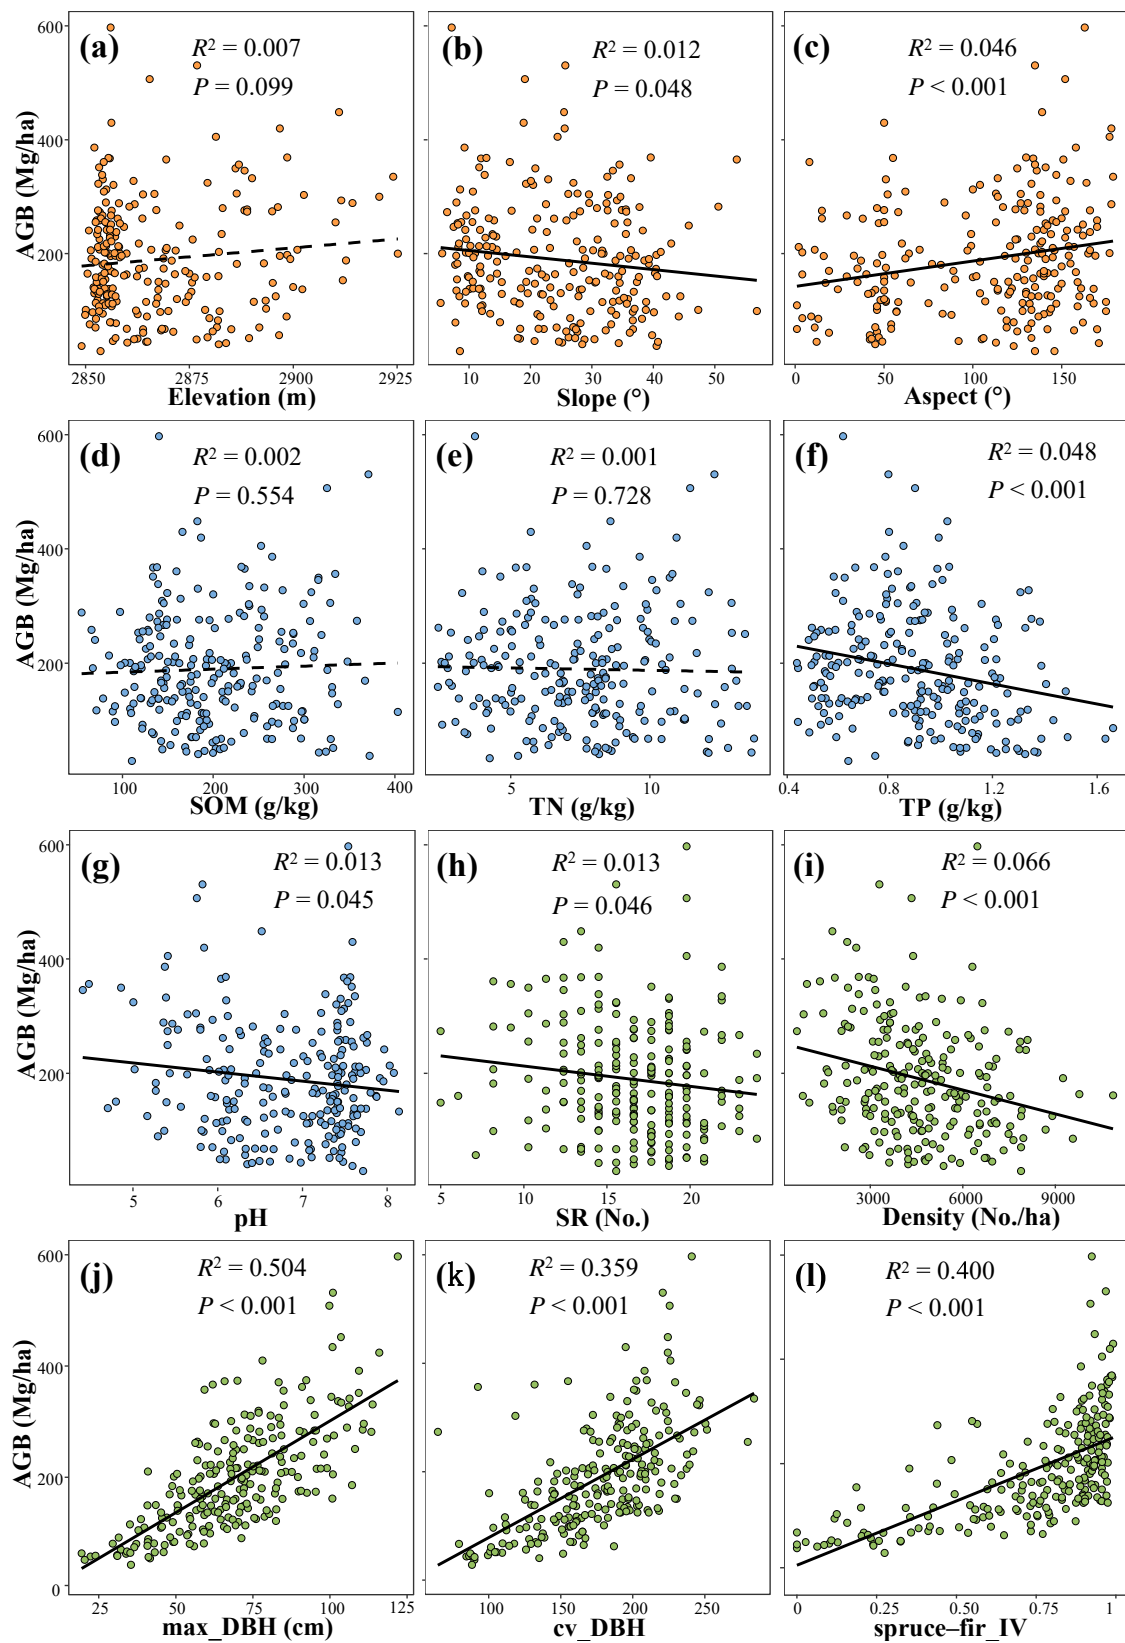 (a) R² = 0.007 (b) R² = 0.012 (c) R² = 0.046
P = 0.099 P = 0.048 P < 0.001
AGB (Mg/ha)
600
400
200
2850 2875 2900 2925 10 20 30 40 50 0 50 100 150
Elevation (m) Slope (°) Aspect (°)
(d) R² = 0.002 (e) R² = 0.001 (f) R² = 0.048
P = 0.554 P = 0.728 P < 0.001
AGB (Mg/ha)
600
400
200
100 200 300 400 5 10 0.4 0.8 1.2 1.6
SOM (g/kg) TN (g/kg) TP (g/kg)
(g) R² = 0.013 (h) R² = 0.013 (i) R² = 0.066
P = 0.045 P = 0.046 P < 0.001
AGB (Mg/ha)
600
400
200
5 6 7 8 5 10 15 20 3000 6000 9000
pH SR (No.) Density (No./ha)
(j) R² = 0.504 (k) R² = 0.359 (l) R² = 0.400
P < 0.001 P < 0.001 P < 0.001
AGB (Mg/ha)
600
400
200
0
25 50 75 100 125 100 150 200 250 0 0.25 0.50 0.75 1
max_DBH (cm) cv_DBH spruce–fir_IV